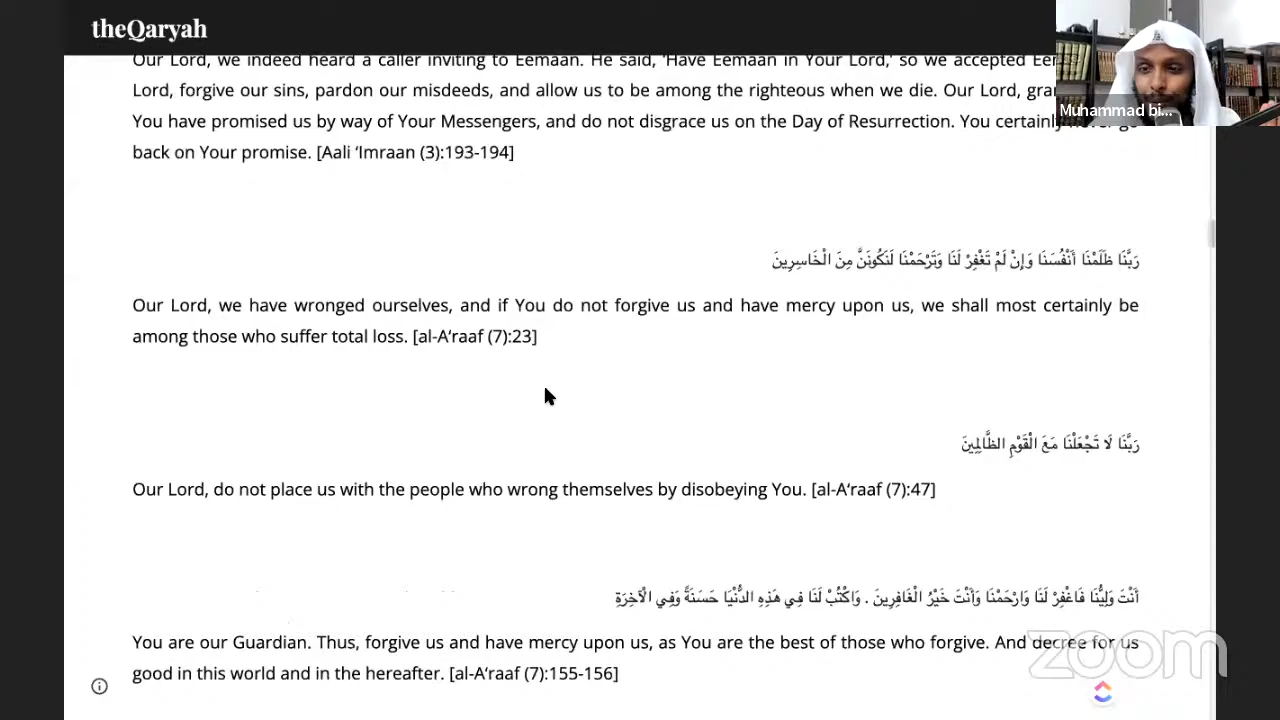 theQaryah
Our Lord, we indeed heard a caller inviting to Eemaan. He said, ‘Have Eemaan in Your Lord,’ so we accepted
Lord, forgive our sins, pardon our misdeeds, and allow us to be among the righteous when we die. Our Lord,
Muhammad bi...
You have promised us by way of Yyur Messengers, and do not disgrace us on the Day of Resurrection. You certainly never go
back on Your promise. [Aali ‘Imraan (3):193-194]
رَبَّنَا ظَلَمْنَا أَنْفُسَنَا وَإِنْ لَمْ تَغْفِرْ لَنَا وَتَرْحَمْنَا لَنَكُونَنَّ مِنَ الْخَاسِرِينَ
Our Lord, we have wronged ourselves, and if You do not forgive us and have mercy upon us, we shall most certainly be
among those who suffer total loss. [al-A‘raaf (7):23]
رَبَّنَا لَا تَجْعَلْنَا مَعَ الْقَوْمِ الظَّالِمِينَ
Our Lord, do not place us with the people who wrong themselves by disobeying You. [al-A‘raaf (7):47]
أَنْتَ وَلِيُّنَا فَاغْفِرْ لَنَا وَارْحَمْنَا وَأَنْتَ خَيْرُ الْغَافِرِينَ . وَاكْتُبْ لَنَا فِي هَذِهِ الدُّنْيَا حَسَنَةً وَفِي الْآخِرَةِ
You are our Guardian. Thus, forgive us and have mercy upon us, as You are the best of those who forgive. And decree for us
good in this world and in the hereafter. [al-A‘raaf (7):155-156]
zoom